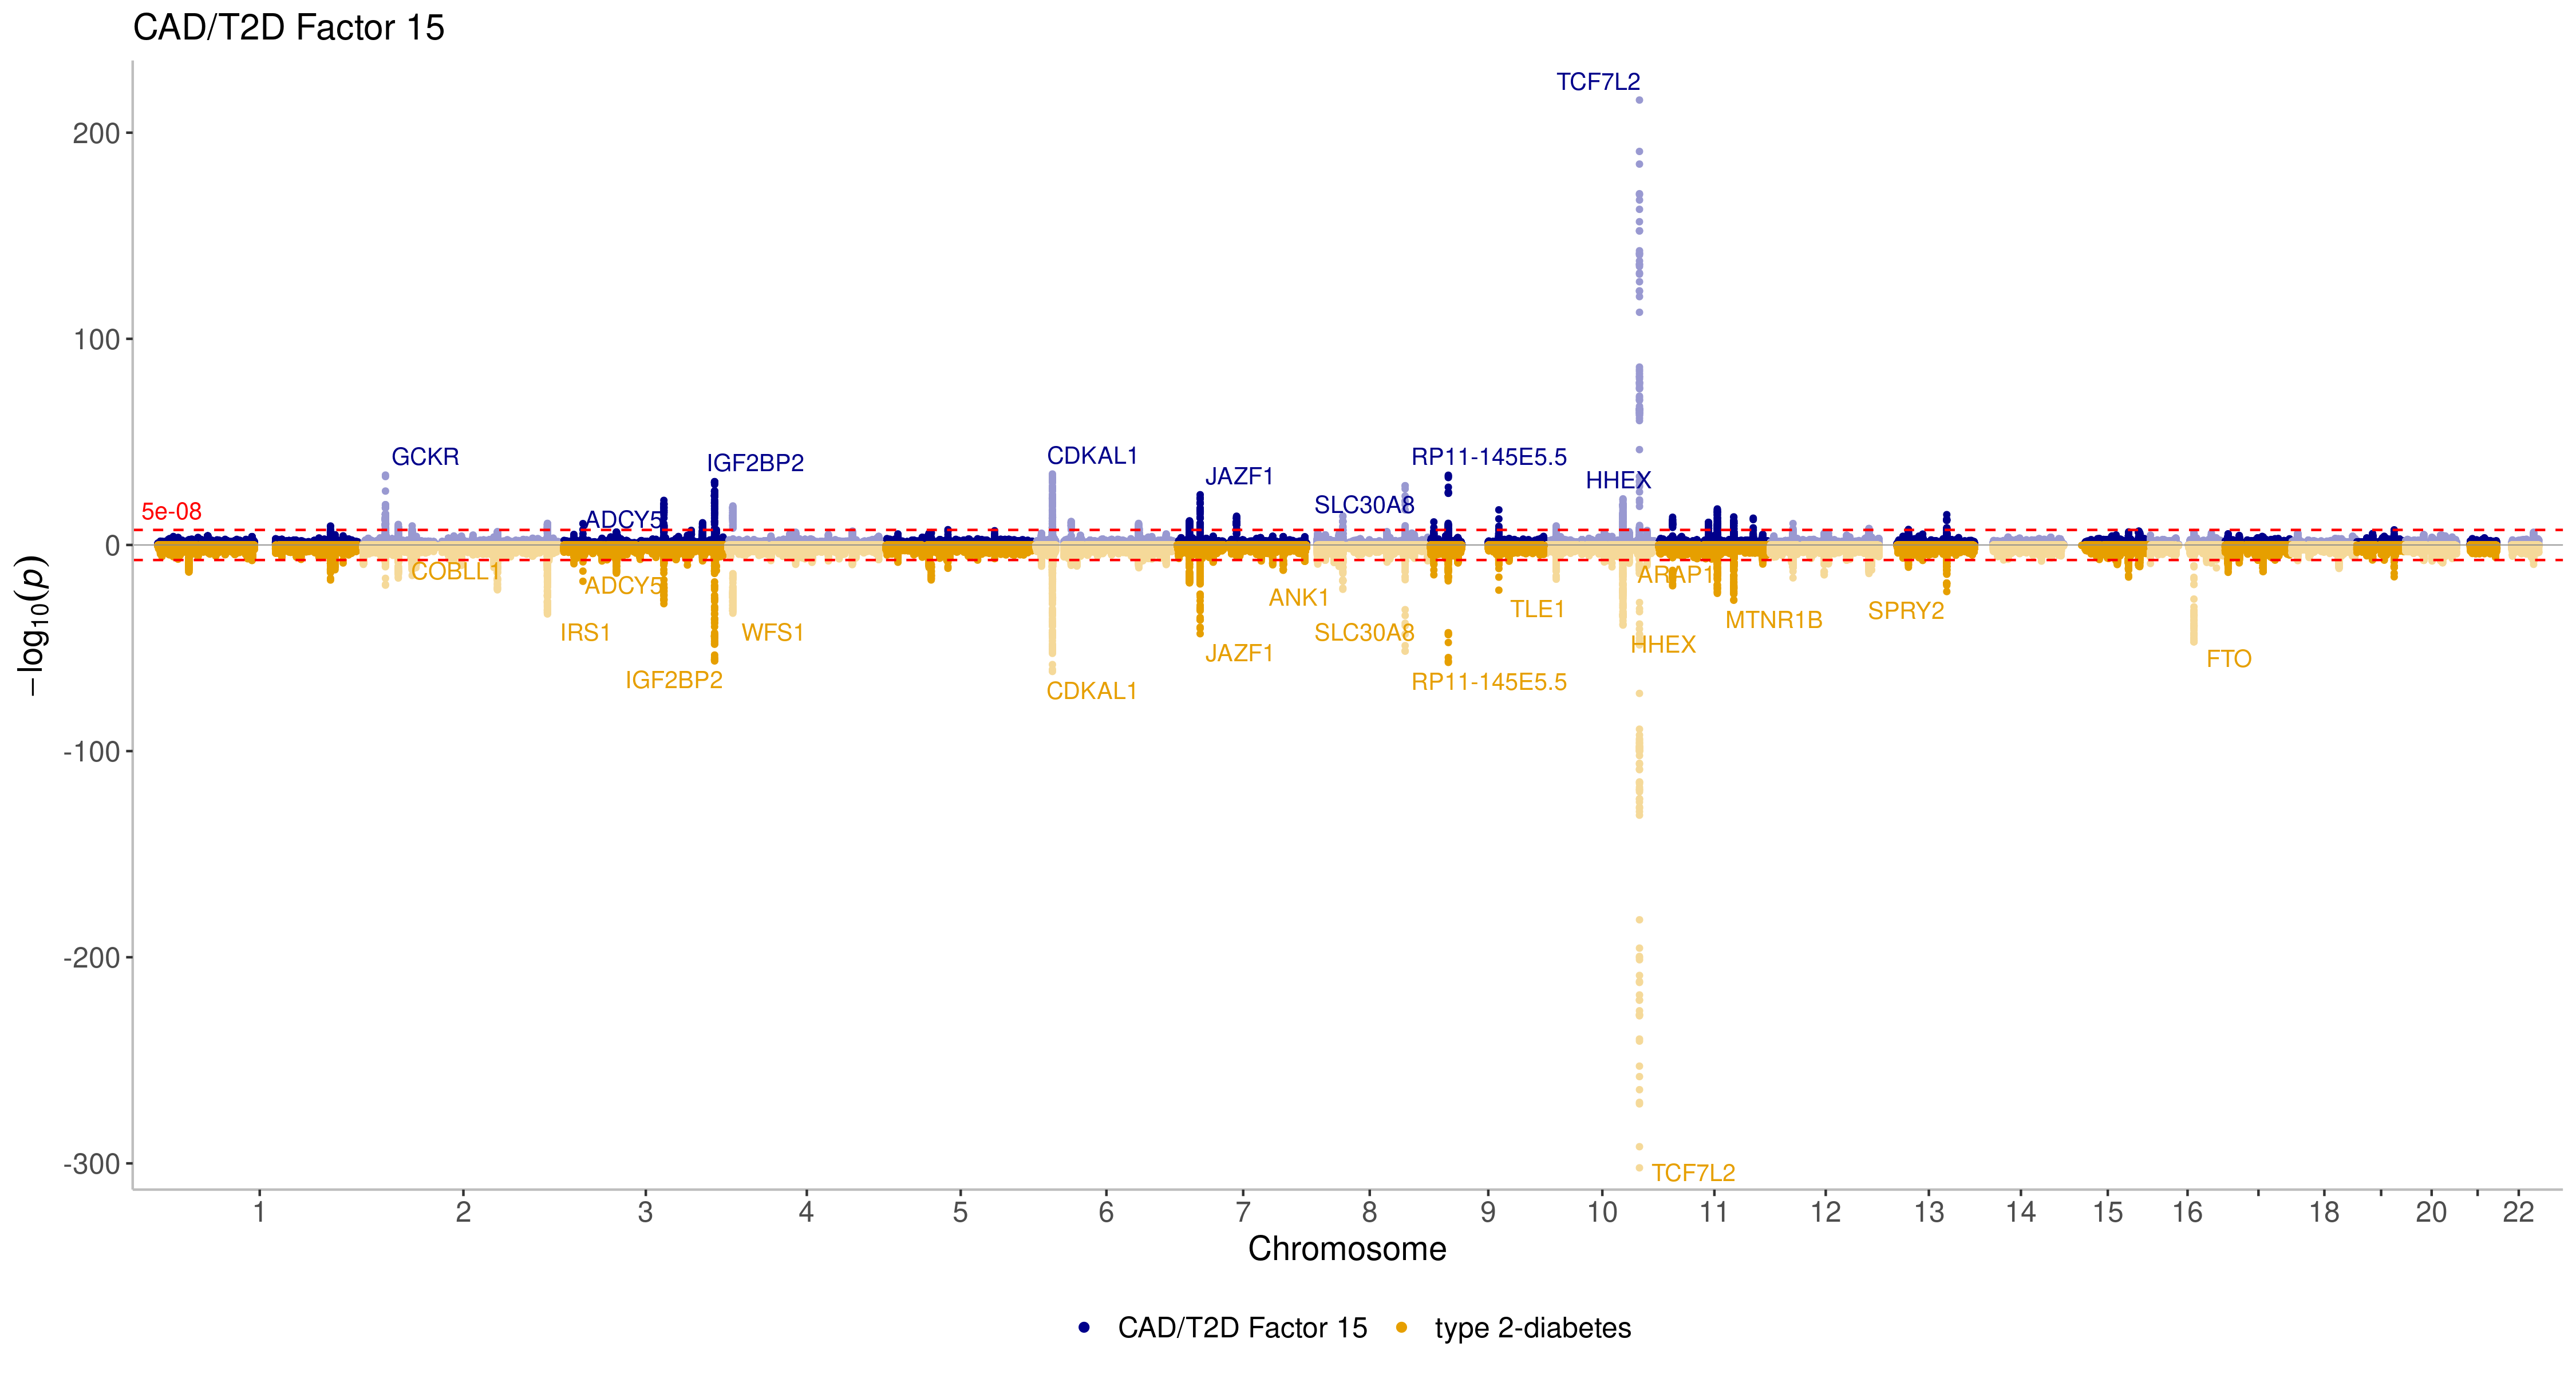 CAD/T2D Factor 15
TCF7L2
200
100
GCKR
IGF2BP2
CDKAL1
JAZF1
RP11-145E5.5
HHEX
SLC30A8
5e-08
ADCY5
0
COBLL1
ADCY5
ARAP1
ANK1
TLE1
SPRY2
MTNR1B
IRS1
WFS1
SLC30A8
HHEX
JAZF1
FTO
IGF2BP2
CDKAL1
RP11-145E5.5
-100
-200
-300
TCF7L2
−log10(p)
1 2 3 4 5 6 7 8 9 10 11 12 13 14 15 16 18 20 22
Chromosome
CAD/T2D Factor 15 type 2-diabetes